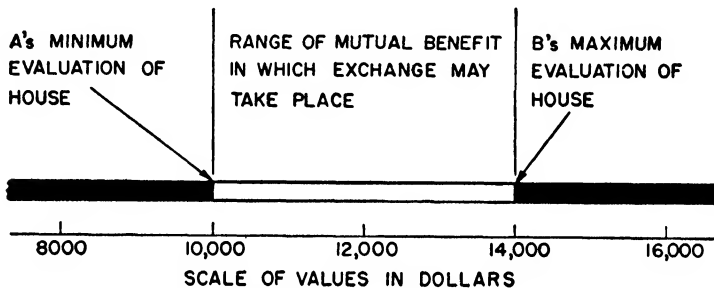 A's MINIMUM
EVALUATION OF
HOUSE
RANGE OF MUTUAL BENEFIT
IN WHICH EXCHANGE MAY
TAKE PLACE
B's MAXIMUM
EVALUATION OF
HOUSE
8000 10,000 12,000 14,000 16,000
SCALE OF VALUES IN DOLLARS